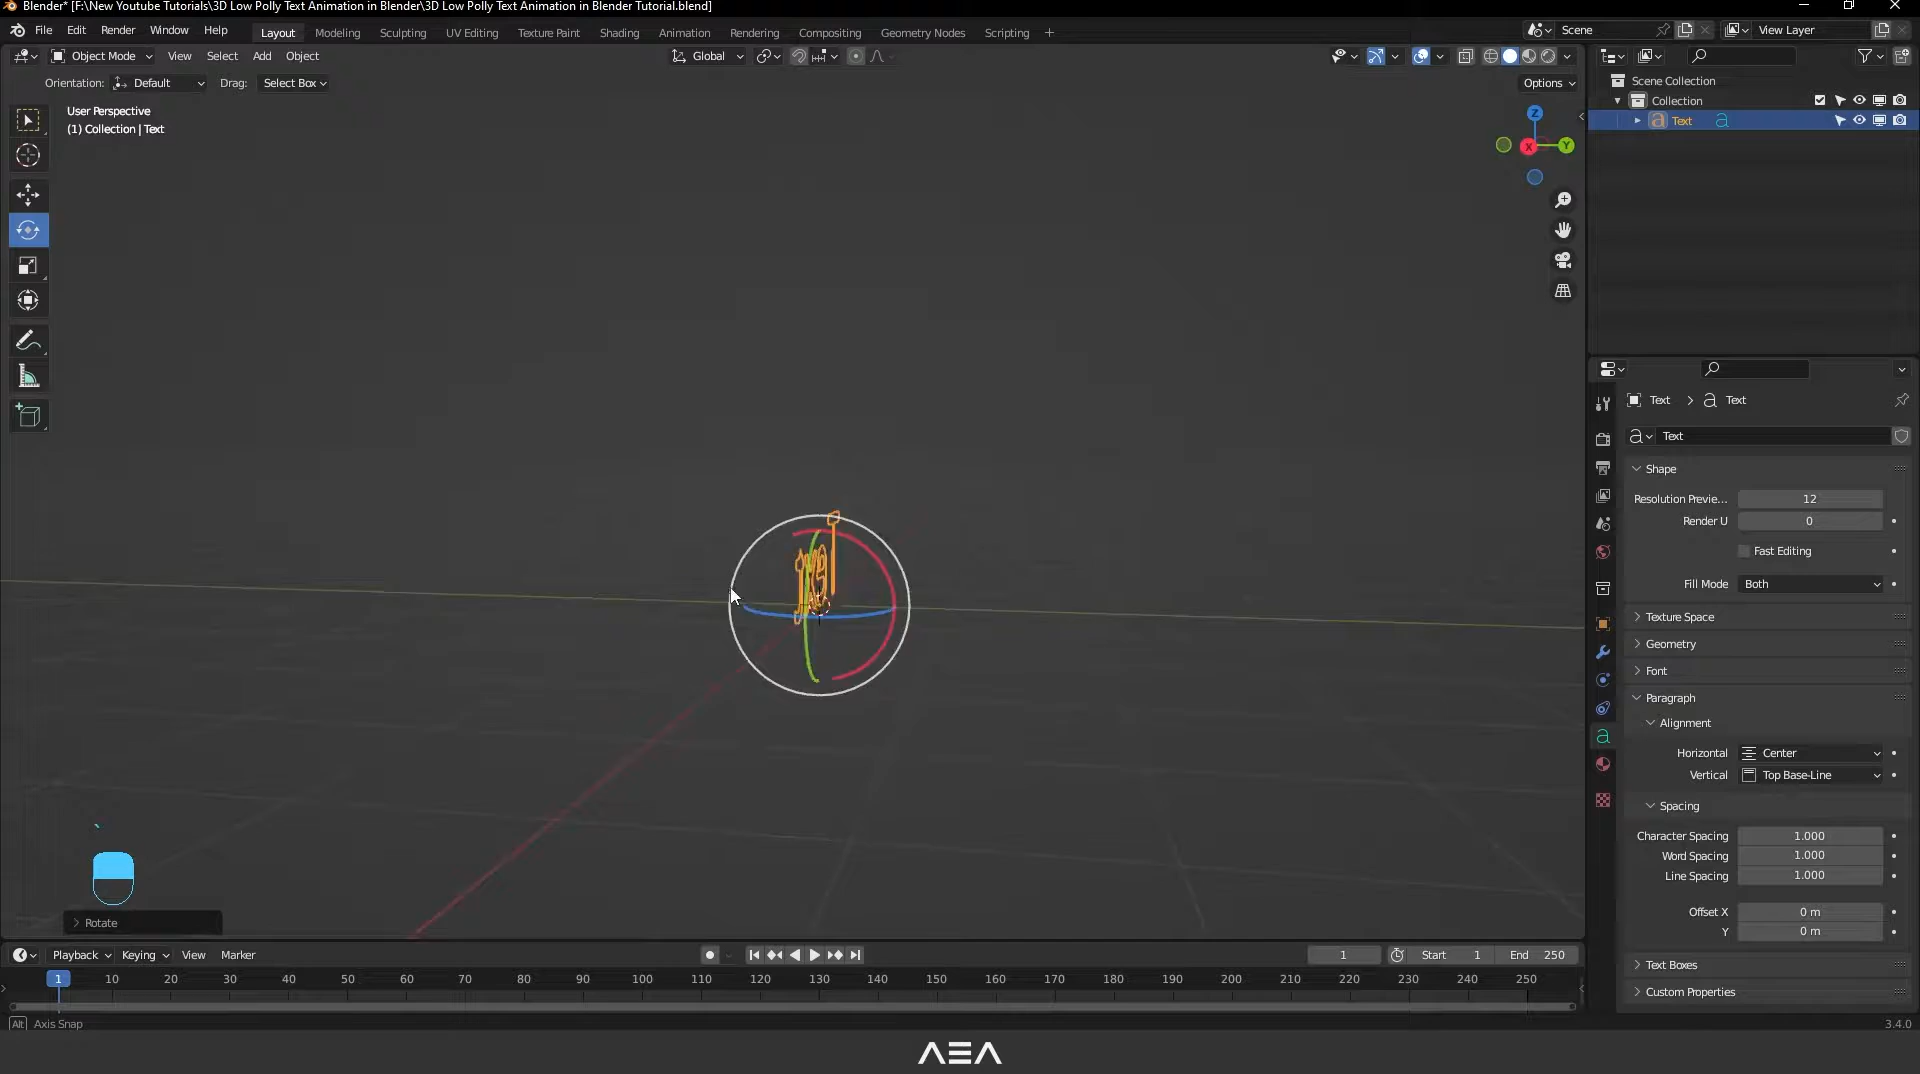 Blender* [F:\New Youtube Tutorials\3D Low Polly Text Animation in Blender\3D Low Polly Text Animation in Blender Tutorial.blend]
File Edit Render Window Help Layout Modeling Sculpting UV Editing Texture Paint Shading Animation Rendering Compositing Geometry Nodes Scripting + Scene View Layer
Object Mode View Select Add Object Global
Orientation: Default Drag: Select Box Options
User Perspective
(1) Collection | Text
Z
X
Y
Scene Collection
Collection
Text
Text > Text
Text
Shape
Resolution Previe... 12
Render U 0
Fast Editing
Fill Mode Both
Texture Space
Geometry
Font
Paragraph
Alignment
Horizontal Center
Vertical Top Base-Line
Spacing
Character Spacing 1.000
Word Spacing 1.000
Line Spacing 1.000
Offset X 0 m
Y 0 m
Text Boxes
Custom Properties
Rotate
Playback Keying View Marker 1 Start 1 End 250
1 10 20 30 40 50 60 70 80 90 100 110 120 130 140 150 160 170 180 190 200 210 220 230 240 250
Alt Axis Snap
3.4.0
AEA